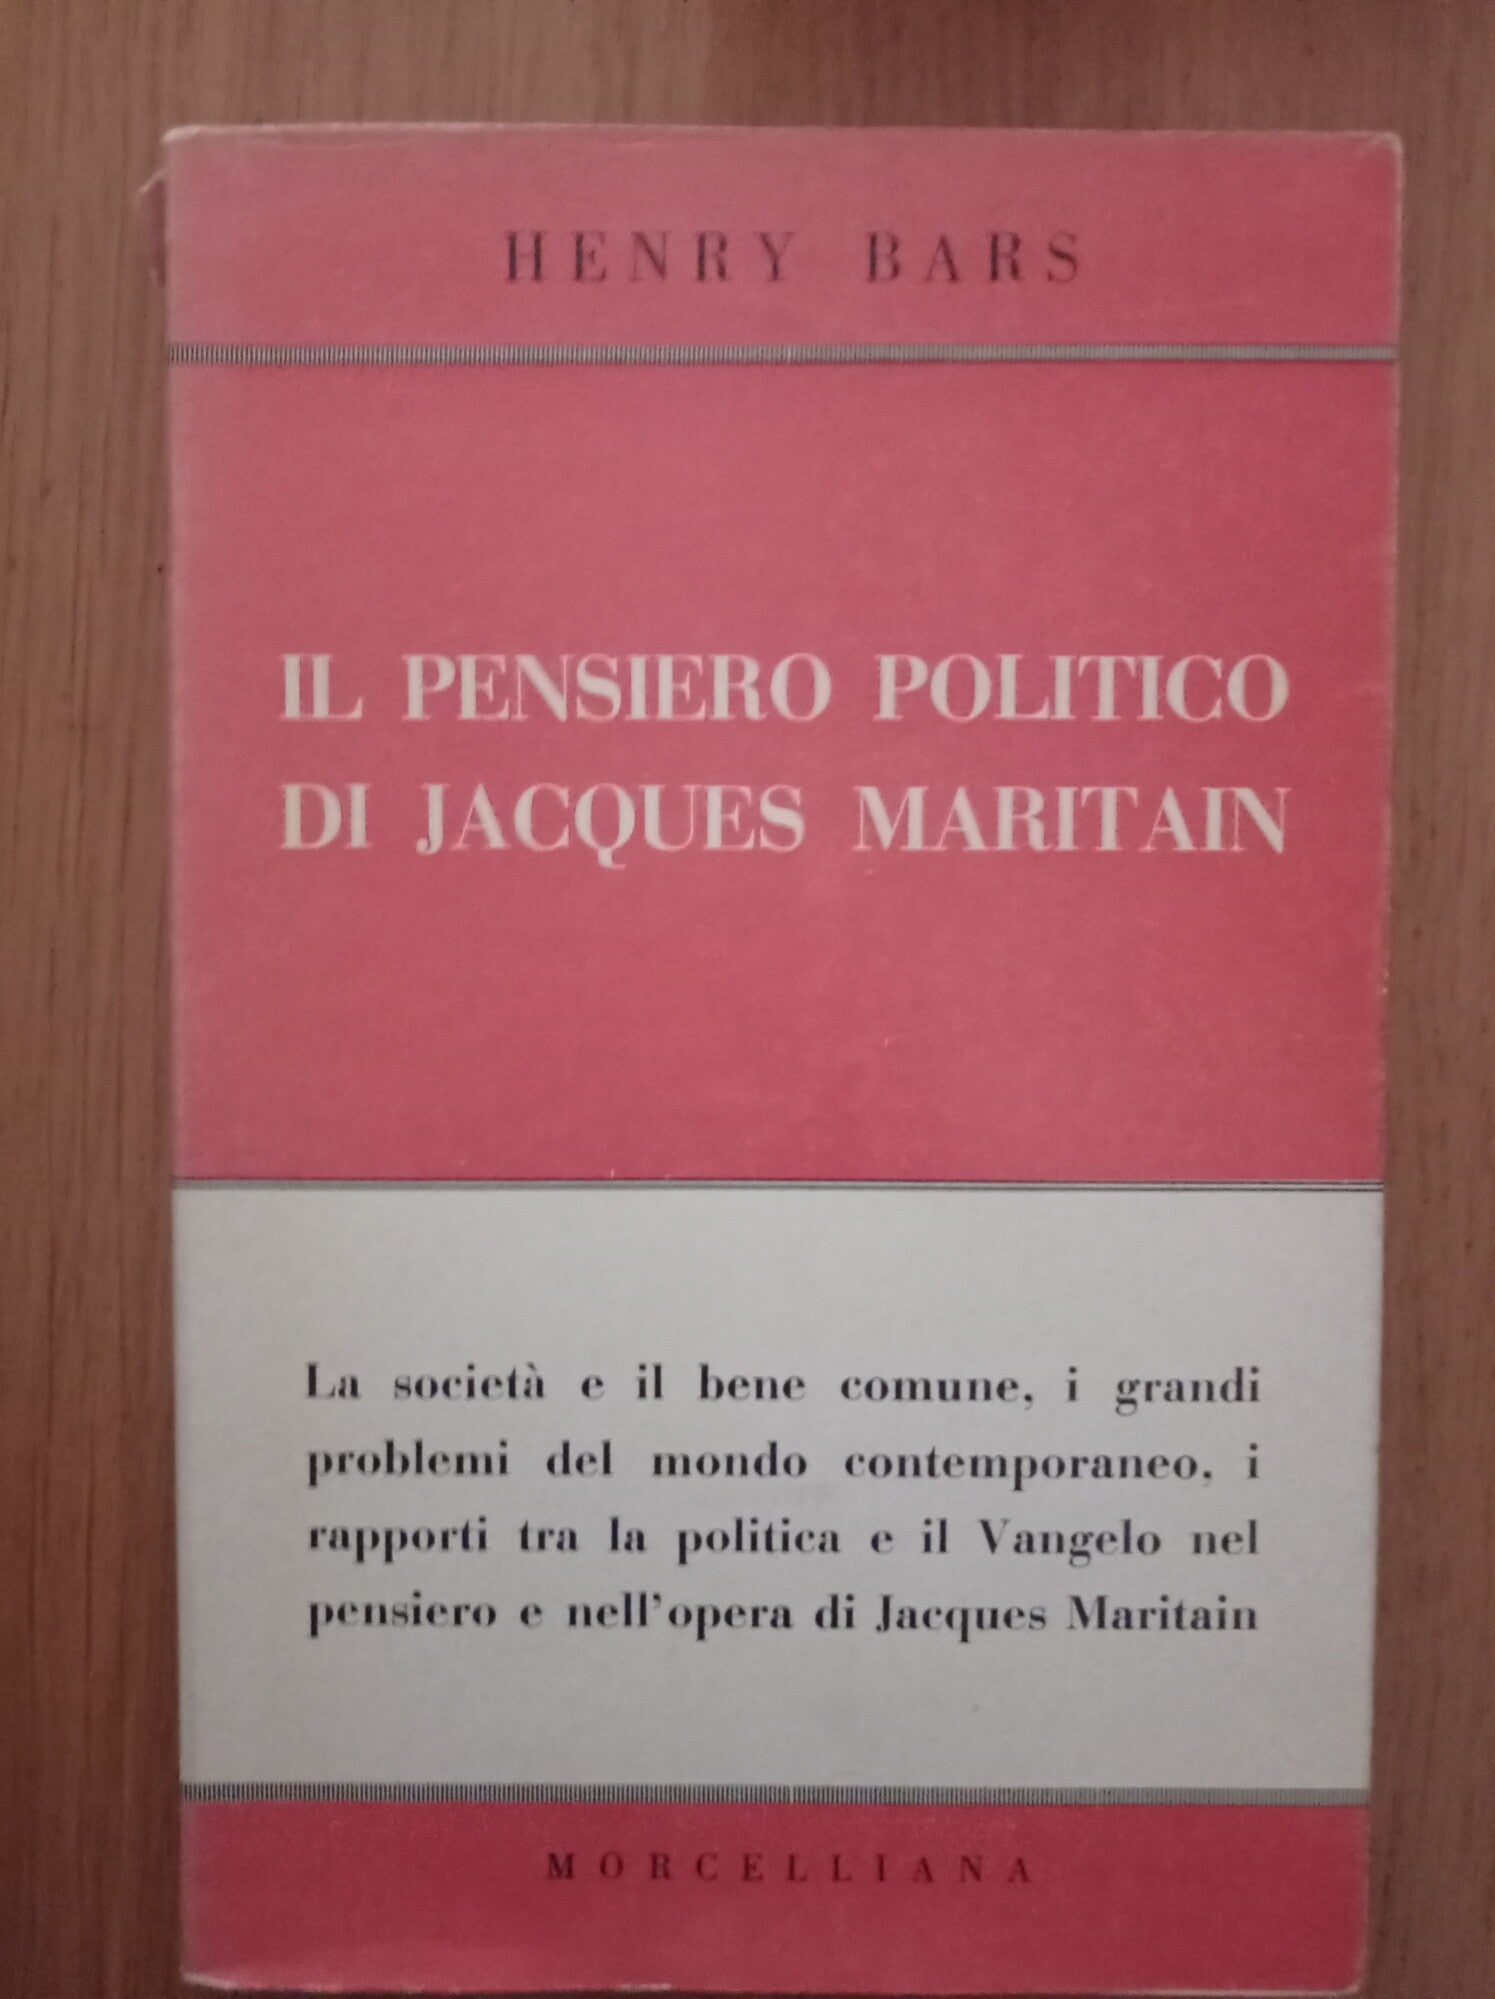 HENRY BARS
IL PENSIERO POLITICO
DI JACQUES MARITAIN
La società e il bene comune, i grandi
problemi del mondo contemporaneo, i
rapporti tra la politica e il Vangelo nel
pensiero e nell'opera di Jacques Maritain
MORCELLIANA